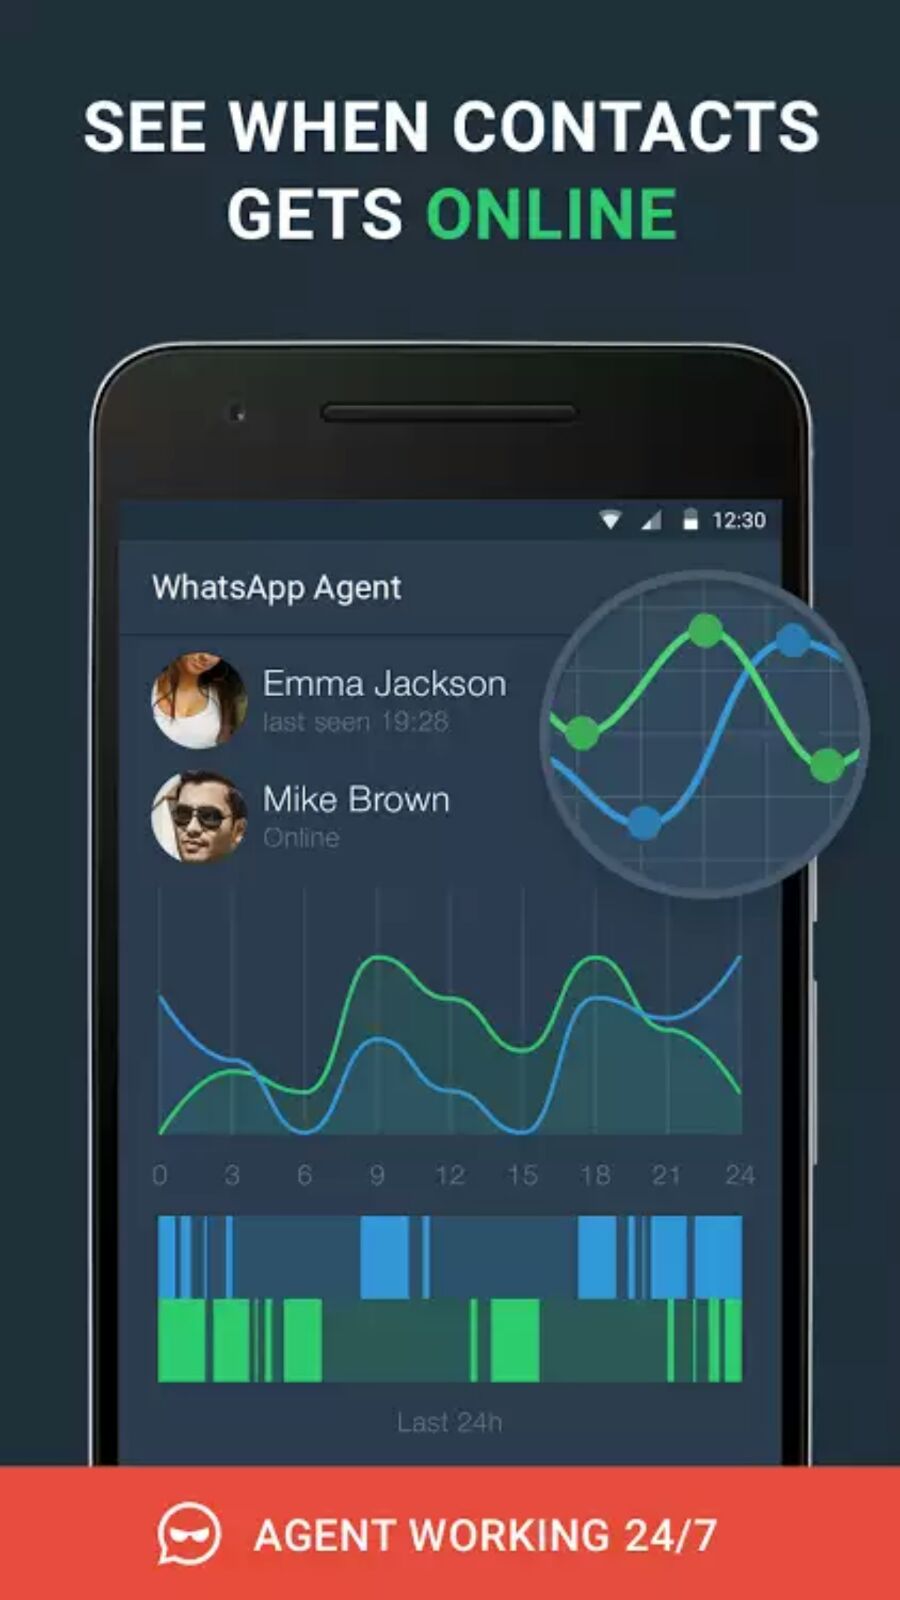 SEE WHEN CONTACTS
GETS ONLINE
12:30
WhatsApp Agent
Emma Jackson
last seen 19:28
Mike Brown
Online
0 3 6 9 12 15 18 21 24
Last 24h
AGENT WORKING 24/7